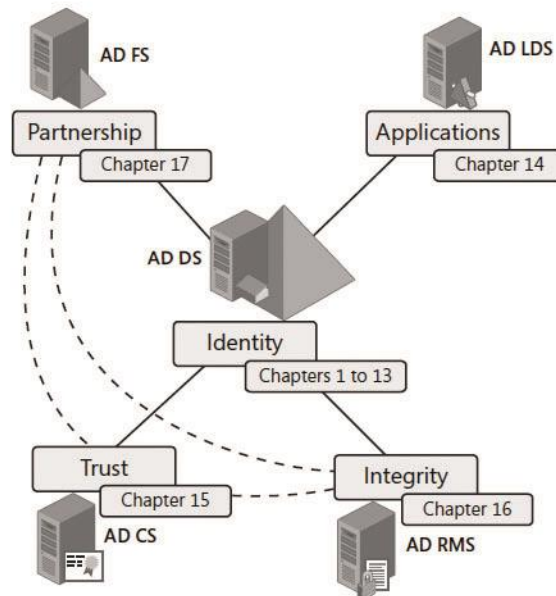 AD FS
AD LDS
Partnership
Applications
Chapter 17
Chapter 14
AD DS
Identity
Chapters 1 to 13
Trust
Integrity
Chapter 15
Chapter 16
AD CS
AD RMS